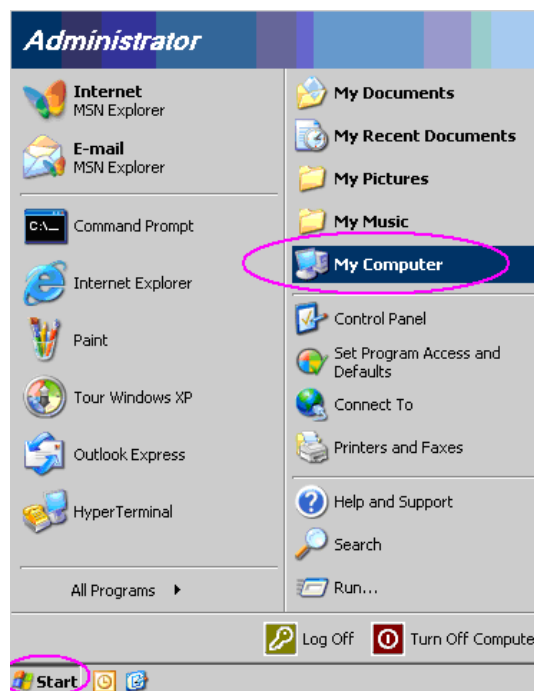 Administrator
Internet
MSN Explorer
E-mail
MSN Explorer
C:\_
Command Prompt
Internet Explorer
Paint
Tour Windows XP
Outlook Express
HyperTerminal
All Programs
My Documents
My Recent Documents
My Pictures
My Music
My Computer
Control Panel
Set Program Access and
Defaults
Connect To
Printers and Faxes
Help and Support
Search
Run...
Log Off
Turn Off Compute
Start